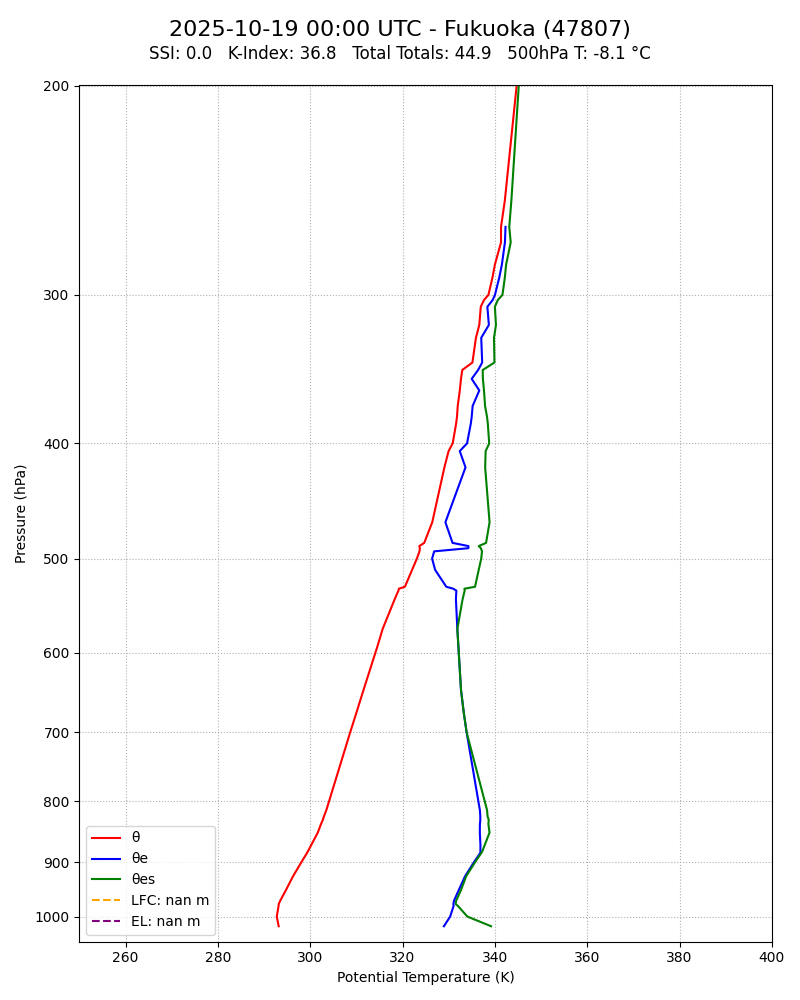 2025-10-19 00:00 UTC - Fukuoka (47807)
SSI: 0.0   K-Index: 36.8   Total Totals: 44.9   500hPa T: -8.1 °C
200
300
400
500
600
700
800
900
1000
Pressure (hPa)
θ
θe
θes
LFC: nan m
EL: nan m
260
280
300
320
340
360
380
400
Potential Temperature (K)